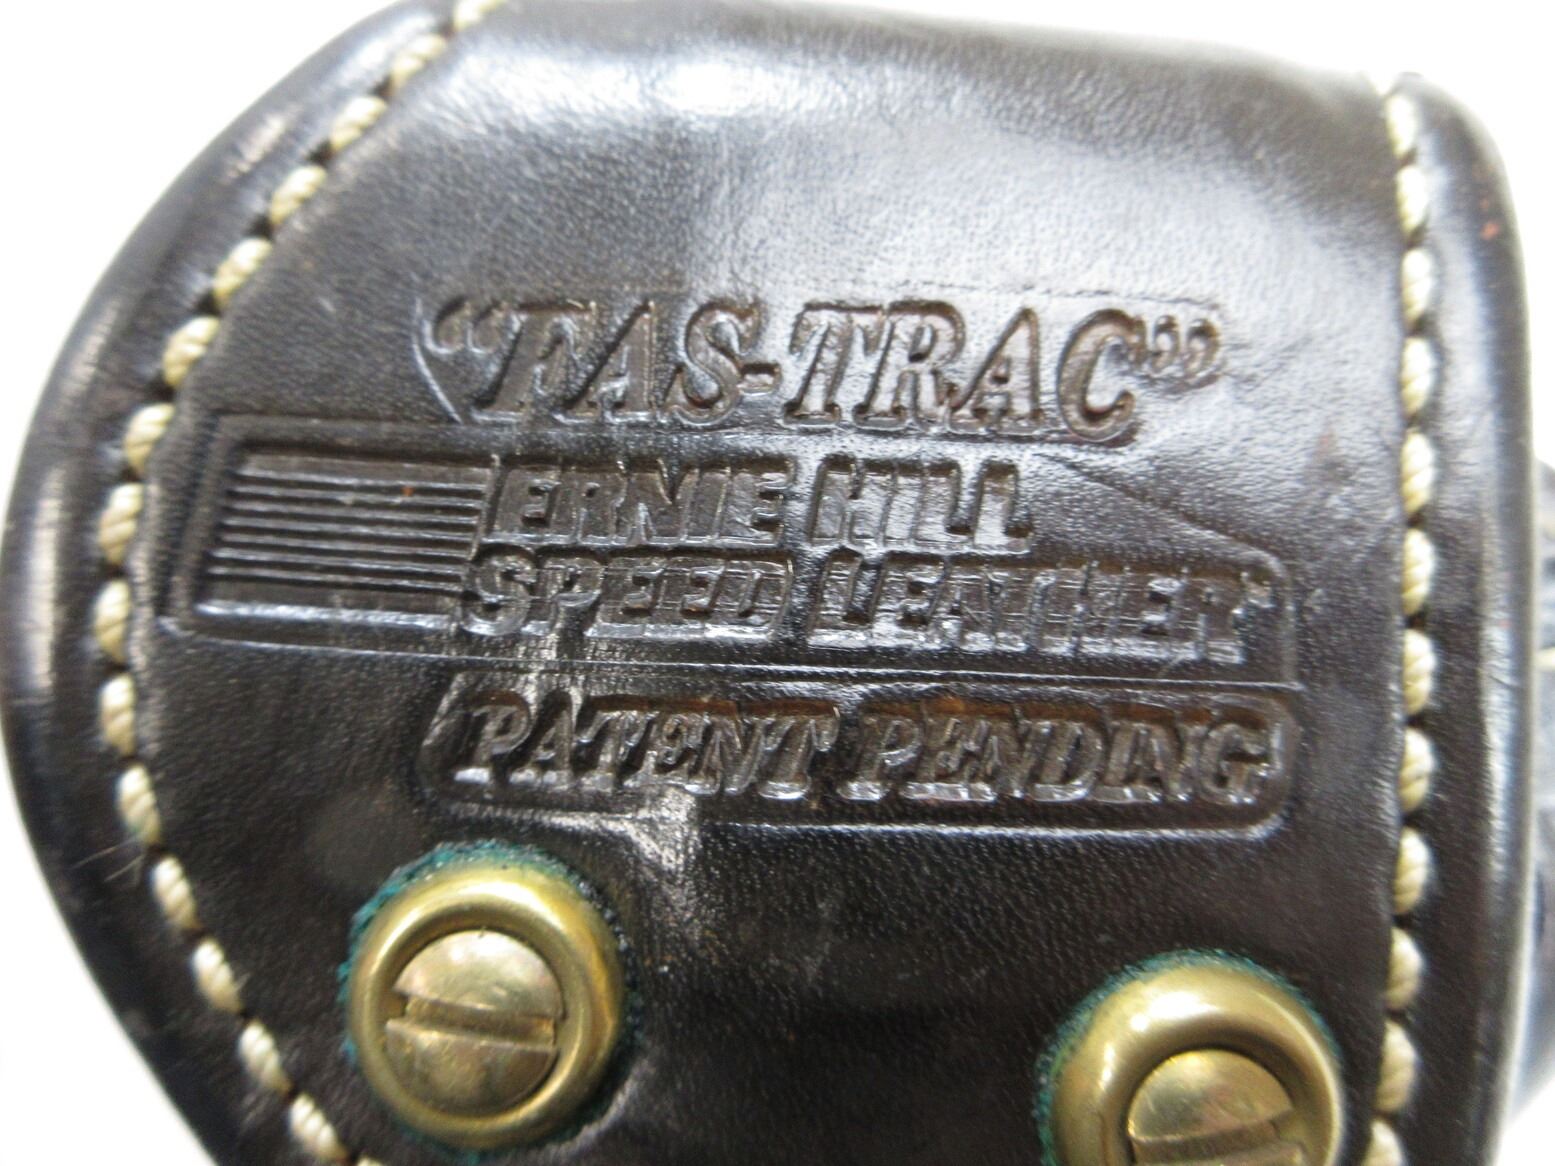 “FAS-TRAC”
ERNIE HILL
SPEED LEATHER
PATENT PENDING